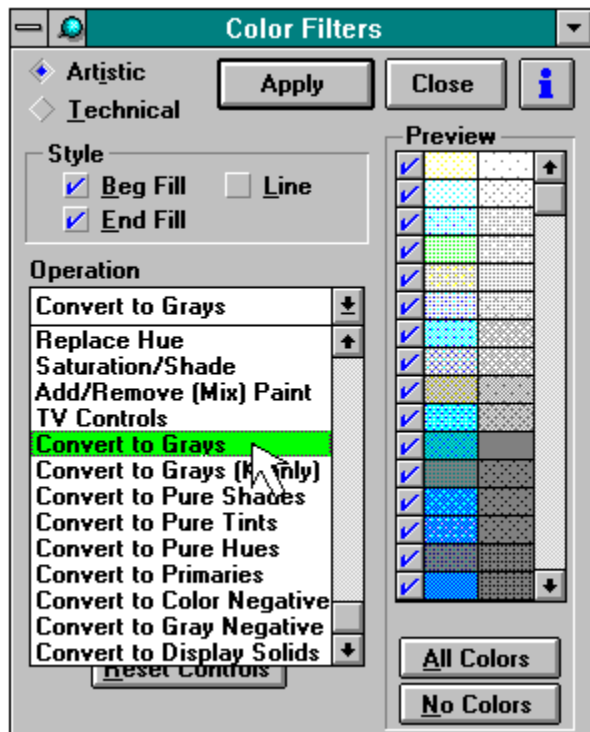 Color Filters
Artistic
Technical
Apply
Close
i
Style
Beg Fill
Line
End Fill
Preview
Operation
Convert to Grays
Replace Hue
Saturation/Shade
Add/Remove (Mix) Paint
TV Controls
Convert to Grays
Convert to Grays (K only)
Convert to Pure Shades
Convert to Pure Tints
Convert to Pure Hues
Convert to Primaries
Convert to Color Negative
Convert to Gray Negative
Convert to Display Solids
Reset Controls
All Colors
No Colors